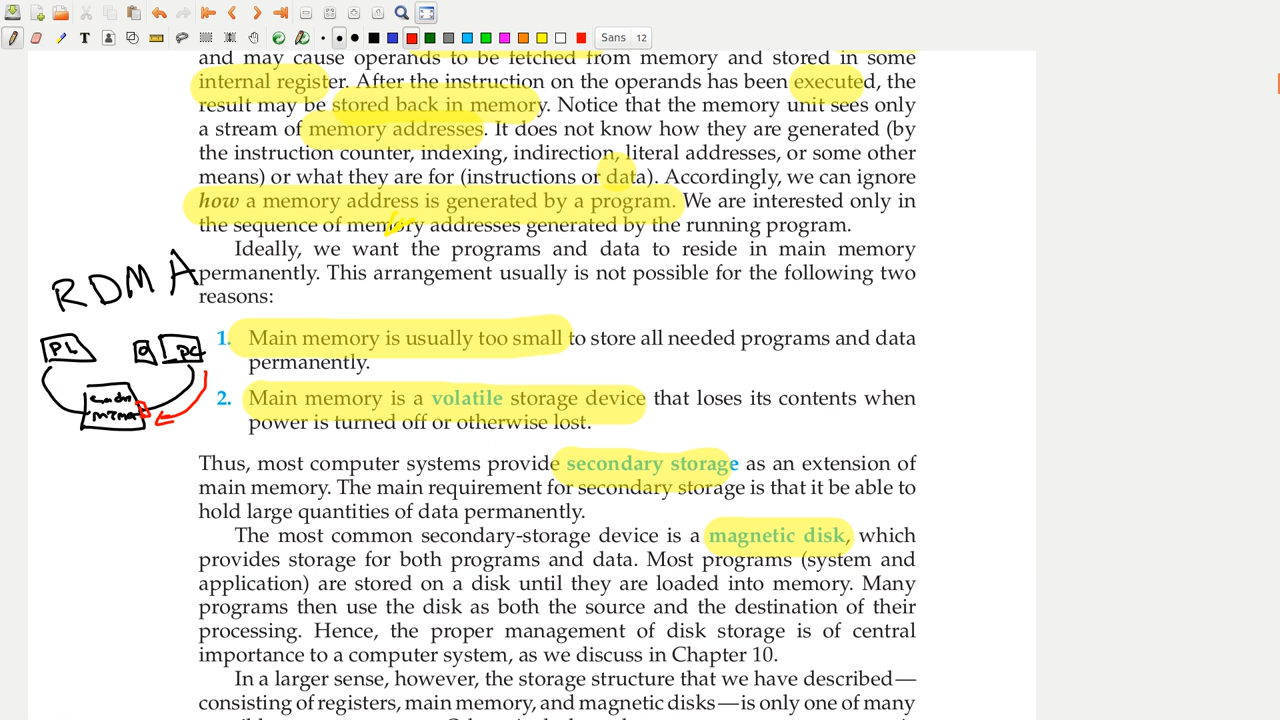 Sans 12
and may cause operands to be fetched from memory and stored in some
internal register. After the instruction on the operands has been executed, the
result may be stored back in memory. Notice that the memory unit sees only
a stream of memory addresses. It does not know how they are generated (by
the instruction counter, indexing, indirection, literal addresses, or some other
means) or what they are for (instructions or data). Accordingly, we can ignore
how a memory address is generated by a program. We are interested only in
the sequence of memory addresses generated by the running program.
Ideally, we want the programs and data to reside in main memory
permanently. This arrangement usually is not possible for the following two
reasons:
RDMA
1. Main memory is usually too small to store all needed programs and data
permanently.
2. Main memory is a volatile storage device that loses its contents when
power is turned off or otherwise lost.
Thus, most computer systems provide secondary storage as an extension of
main memory. The main requirement for secondary storage is that it be able to
hold large quantities of data permanently.
The most common secondary-storage device is a magnetic disk, which
provides storage for both programs and data. Most programs (system and
application) are stored on a disk until they are loaded into memory. Many
programs then use the disk as both the source and the destination of their
processing. Hence, the proper management of disk storage is of central
importance to a computer system, as we discuss in Chapter 10.
In a larger sense, however, the storage structure that we have described—
consisting of registers, main memory, and magnetic disks—is only one of many